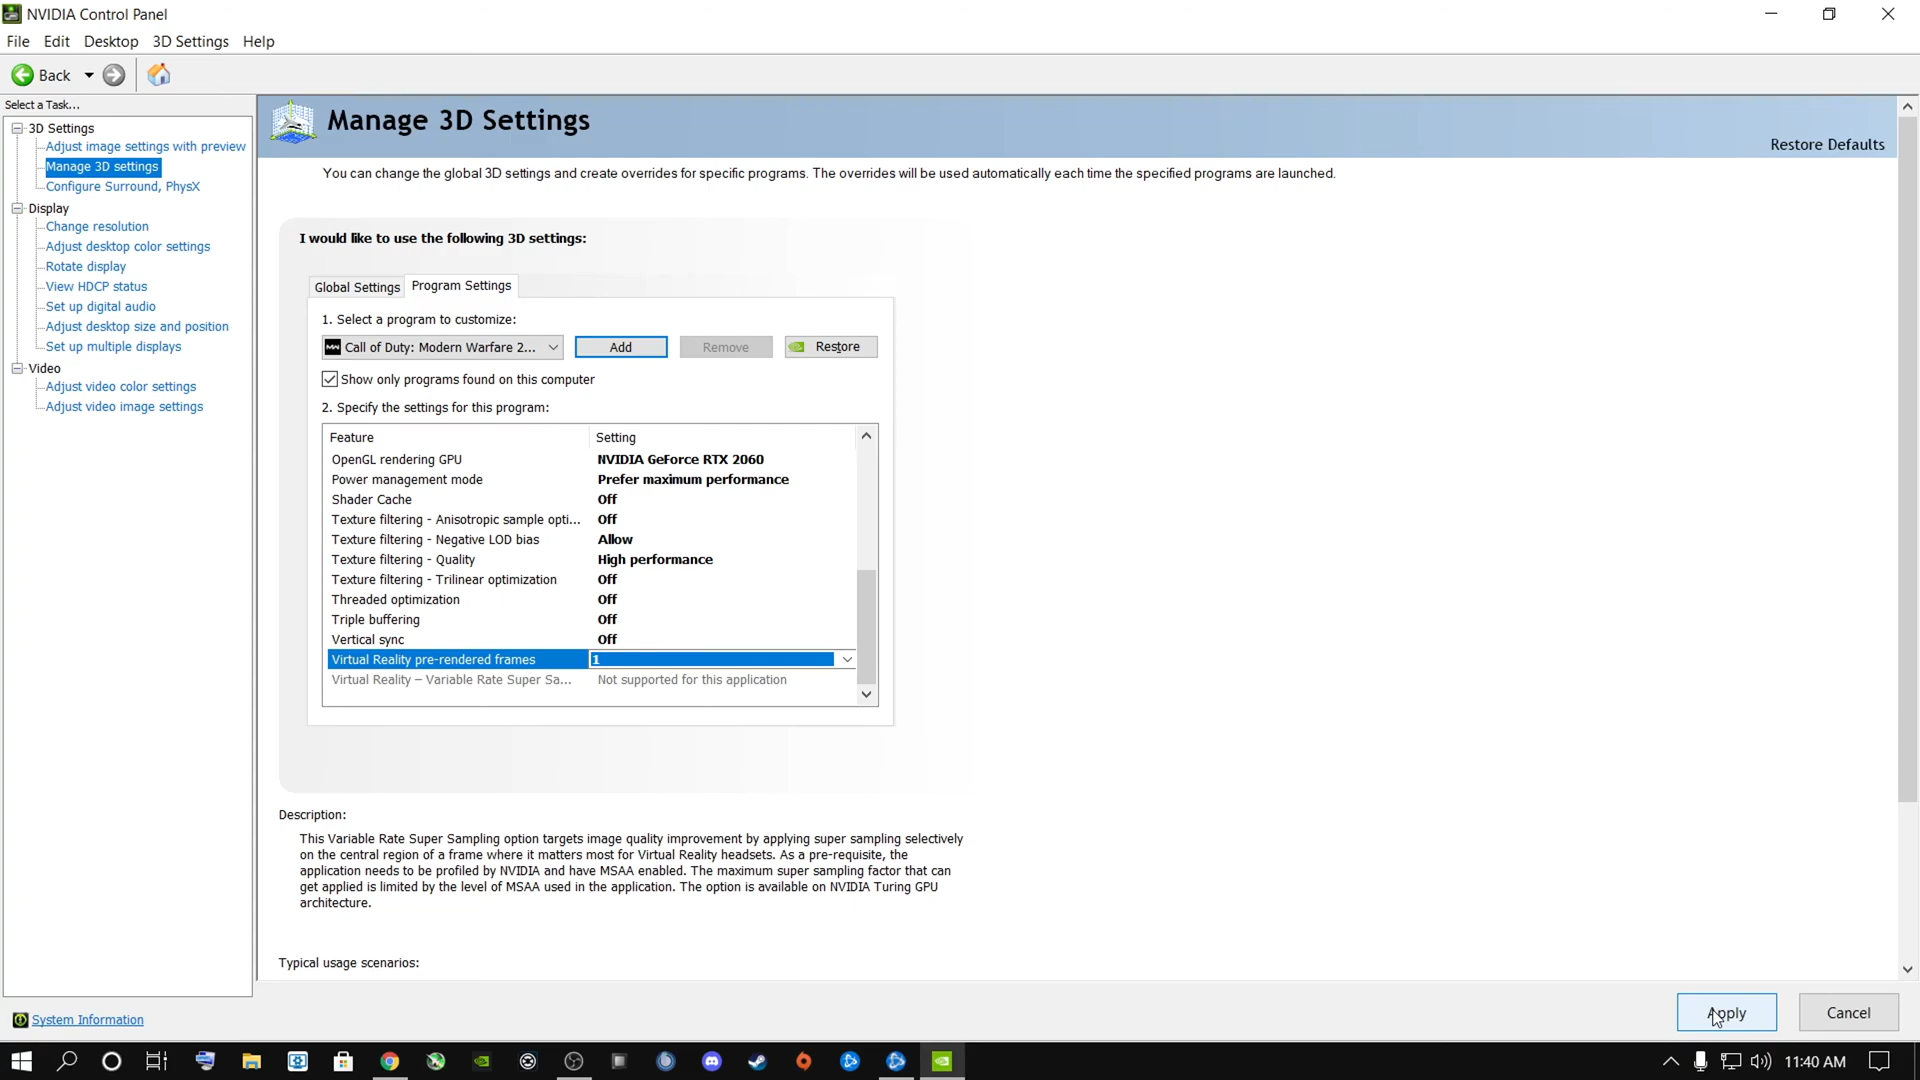 NVIDIA Control Panel
File Edit Desktop 3D Settings Help
Back
Select a Task...
3D Settings
Adjust image settings with preview
Manage 3D settings
Configure Surround, PhysX
Display
Change resolution
Adjust desktop color settings
Rotate display
View HDCP status
Set up digital audio
Adjust desktop size and position
Set up multiple displays
Video
Adjust video color settings
Adjust video image settings
System Information
Manage 3D Settings
Restore Defaults
You can change the global 3D settings and create overrides for specific programs. The overrides will be used automatically each time the specified programs are launched.
I would like to use the following 3D settings:
Global Settings Program Settings
1. Select a program to customize:
Call of Duty: Modern Warfare 2... Add Remove Restore
Show only programs found on this computer
2. Specify the settings for this program:
Feature Setting
OpenGL rendering GPU NVIDIA GeForce RTX 2060
Power management mode Prefer maximum performance
Shader Cache Off
Texture filtering - Anisotropic sample opti... Off
Texture filtering - Negative LOD bias Allow
Texture filtering - Quality High performance
Texture filtering - Trilinear optimization Off
Threaded optimization Off
Triple buffering Off
Vertical sync Off
Virtual Reality pre-rendered frames 1
Virtual Reality – Variable Rate Super Sa... Not supported for this application
Description:
This Variable Rate Super Sampling option targets image quality improvement by applying super sampling selectively
on the central region of a frame where it matters most for Virtual Reality headsets. As a pre-requisite, the
application needs to be profiled by NVIDIA and have MSAA enabled. The maximum super sampling factor that can
get applied is limited by the level of MSAA used in the application. The option is available on NVIDIA Turing GPU
architecture.
Typical usage scenarios:
Apply Cancel
11:40 AM